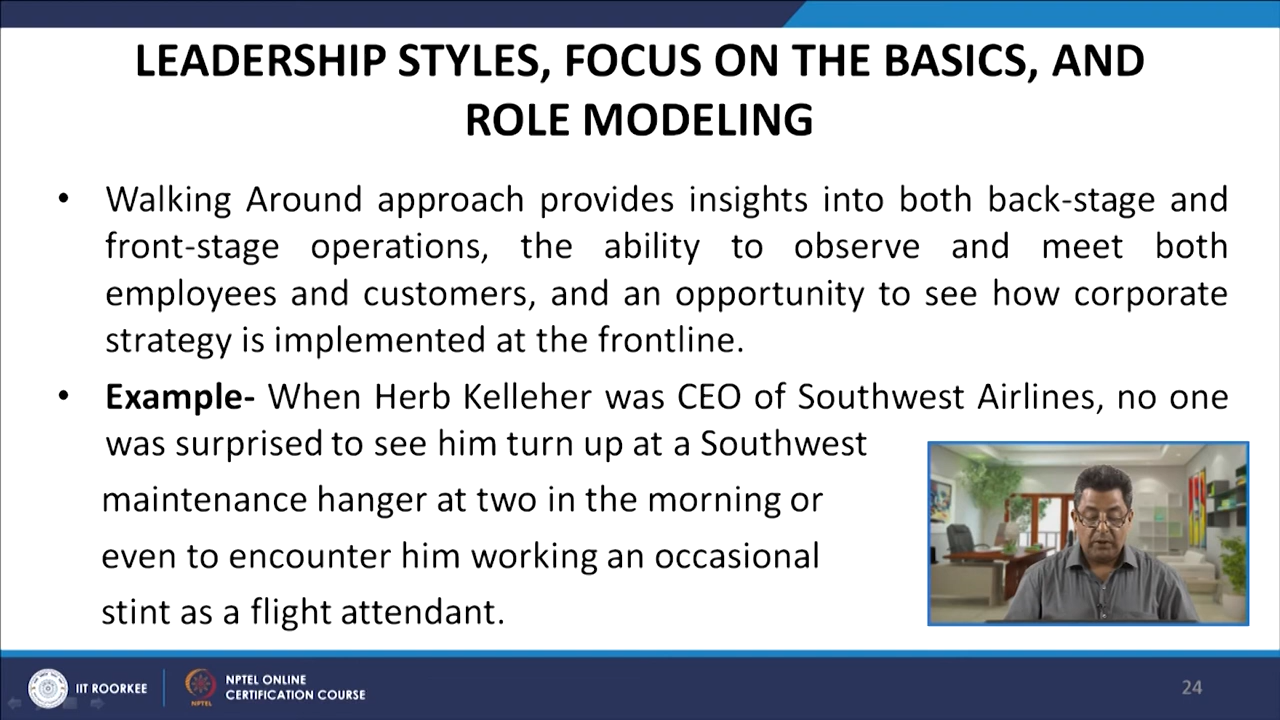 LEADERSHIP STYLES, FOCUS ON THE BASICS, AND
ROLE MODELING
• Walking Around approach provides insights into both back-stage and
front-stage operations, the ability to observe and meet both
employees and customers, and an opportunity to see how corporate
strategy is implemented at the frontline.
• Example- When Herb Kelleher was CEO of Southwest Airlines, no one
was surprised to see him turn up at a Southwest
maintenance hanger at two in the morning or
even to encounter him working an occasional
stint as a flight attendant.
IIT ROORKEE
NPTEL
NPTEL ONLINE
CERTIFICATION COURSE
24